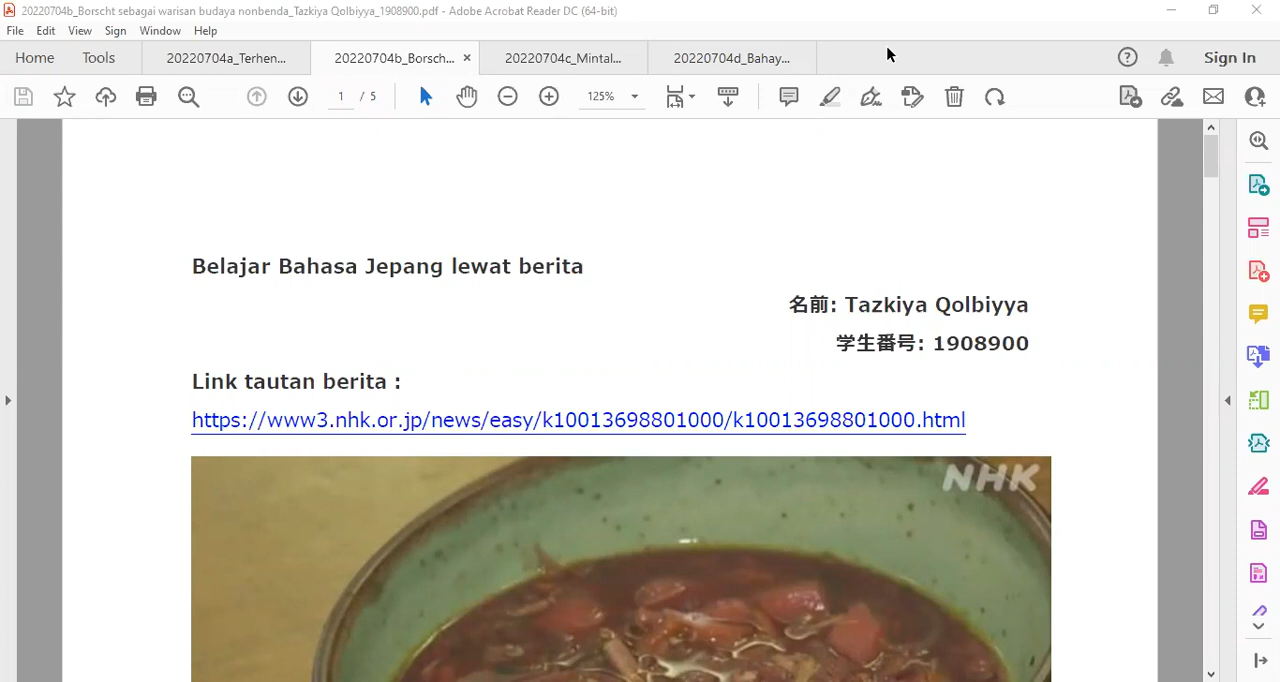 20220704b_Borscht sebagai warisan budaya nonbenda_Tazkiya Qolbiyya_1908900.pdf - Adobe Acrobat Reader DC (64-bit)
File Edit View Sign Window Help
Home Tools 20220704a_Terhen... 20220704b_Borsch... × 20220704c_Mintal... 20220704d_Bahay... Sign In
1 / 5 125%
Belajar Bahasa Jepang lewat berita
名前: Tazkiya Qolbiyya
学生番号: 1908900
Link tautan berita :
https://www3.nhk.or.jp/news/easy/k10013698801000/k10013698801000.html
NHK